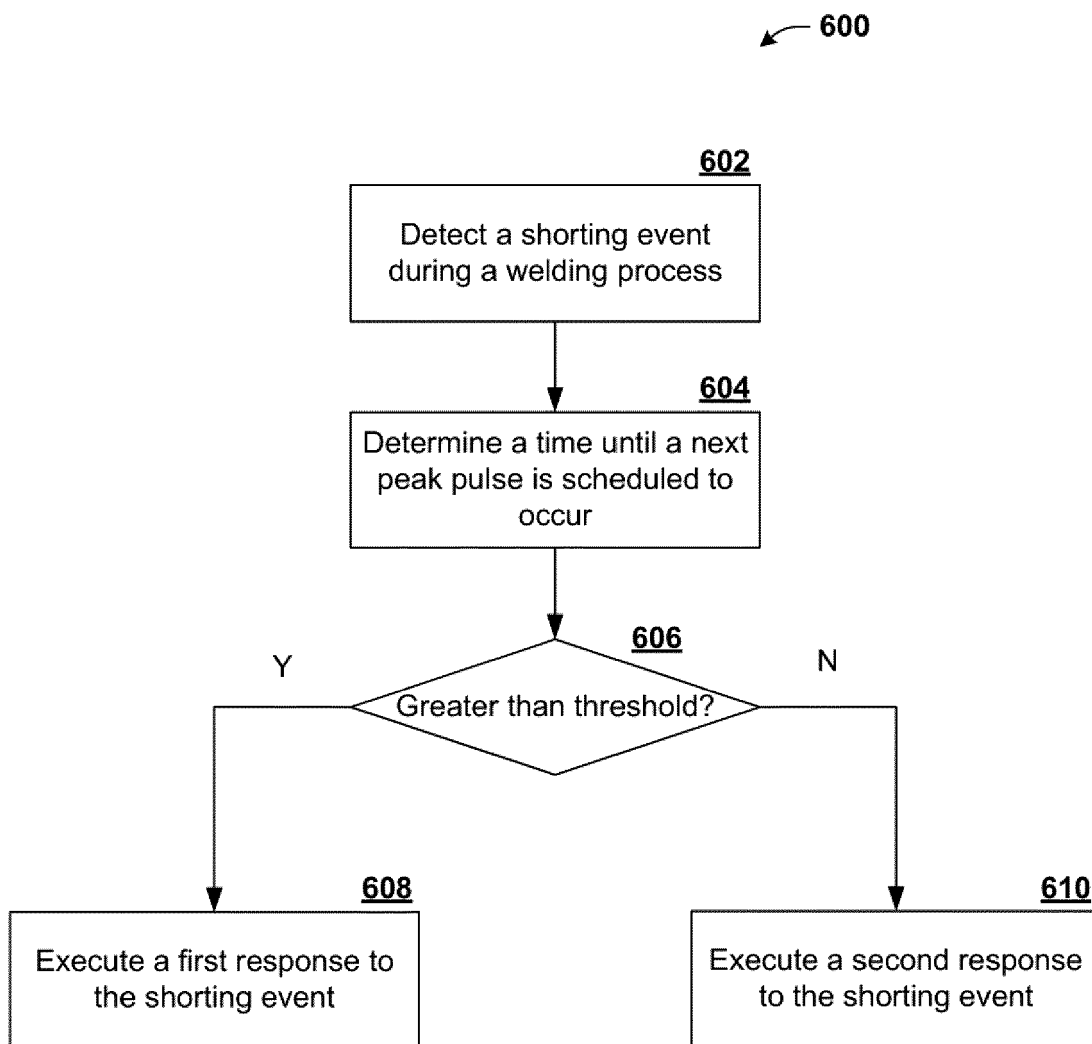 600
602
Detect a shorting event
during a welding process
604
Determine a time until a next
peak pulse is scheduled to
occur
606
Y
N
Greater than threshold?
608
Execute a first response to
the shorting event
610
Execute a second response
to the shorting event